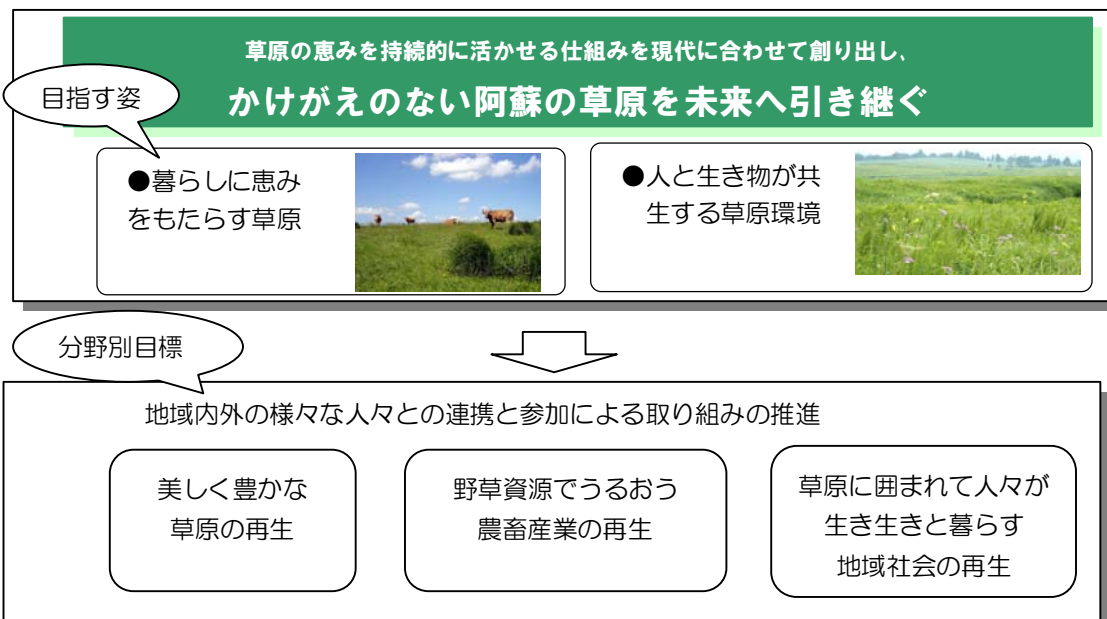 草原の恵みを持続的に活かせる仕組みを現代に合わせて創り出し、
かけがえのない阿蘇の草原を未来へ引き継ぐ
目指す姿
●暮らしに恵み
をもたらす草原
●人と生き物が共
生する草原環境
分野別目標
地域内外の様々な人々との連携と参加による取り組みの推進
美しく豊かな
草原の再生
野草資源でうるおう
農畜産業の再生
草原に囲まれて人々が
生き生きと暮らす
地域社会の再生